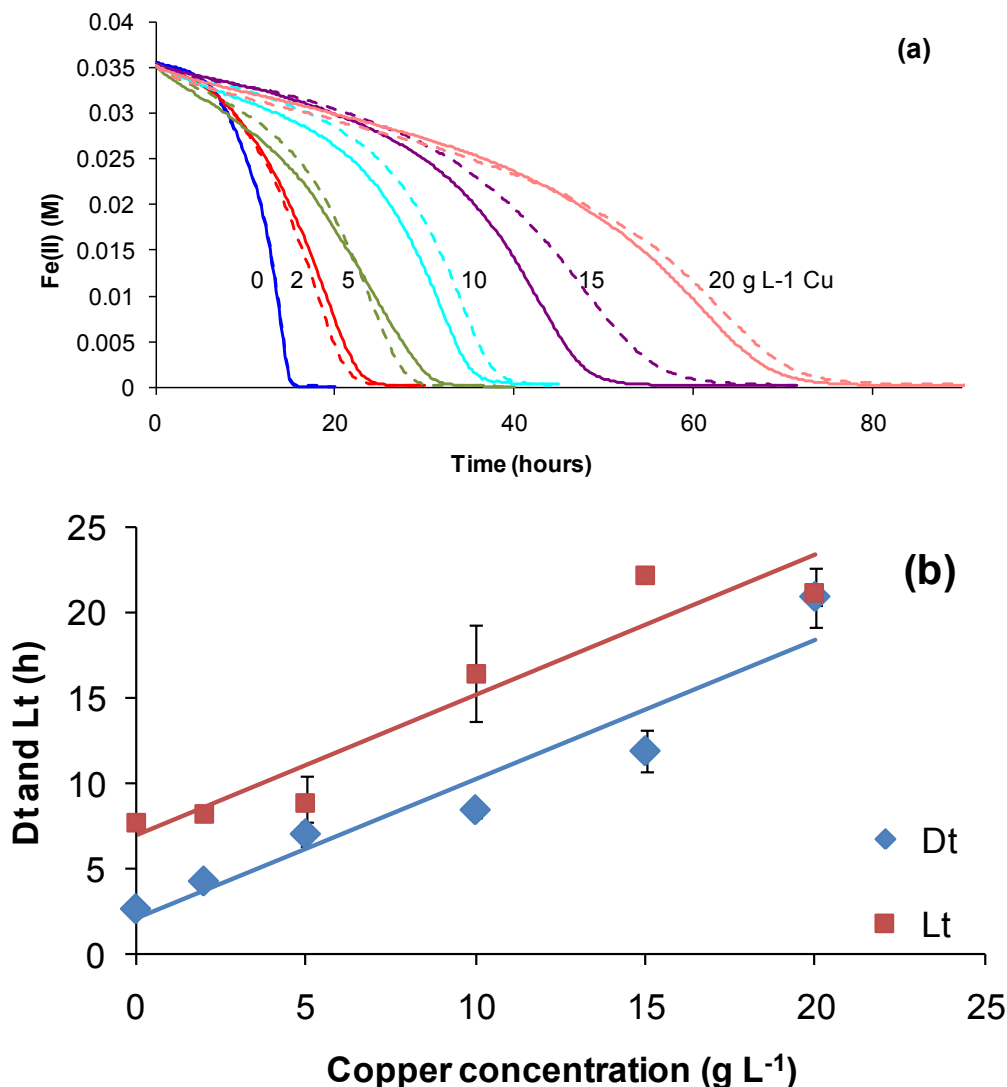 0.04
(a)
0.035
0.03
0.025
0.02
0.015
0.01
0.005
0
Fe(II) (M)
0 2 5 10 15 20 g L-1 Cu
0 20 40 60 80
Time (hours)
25
(b)
20
15
10
5
0
Dt and Lt (h)
Dt
Lt
0 5 10 15 20 25
Copper concentration (g L⁻¹)